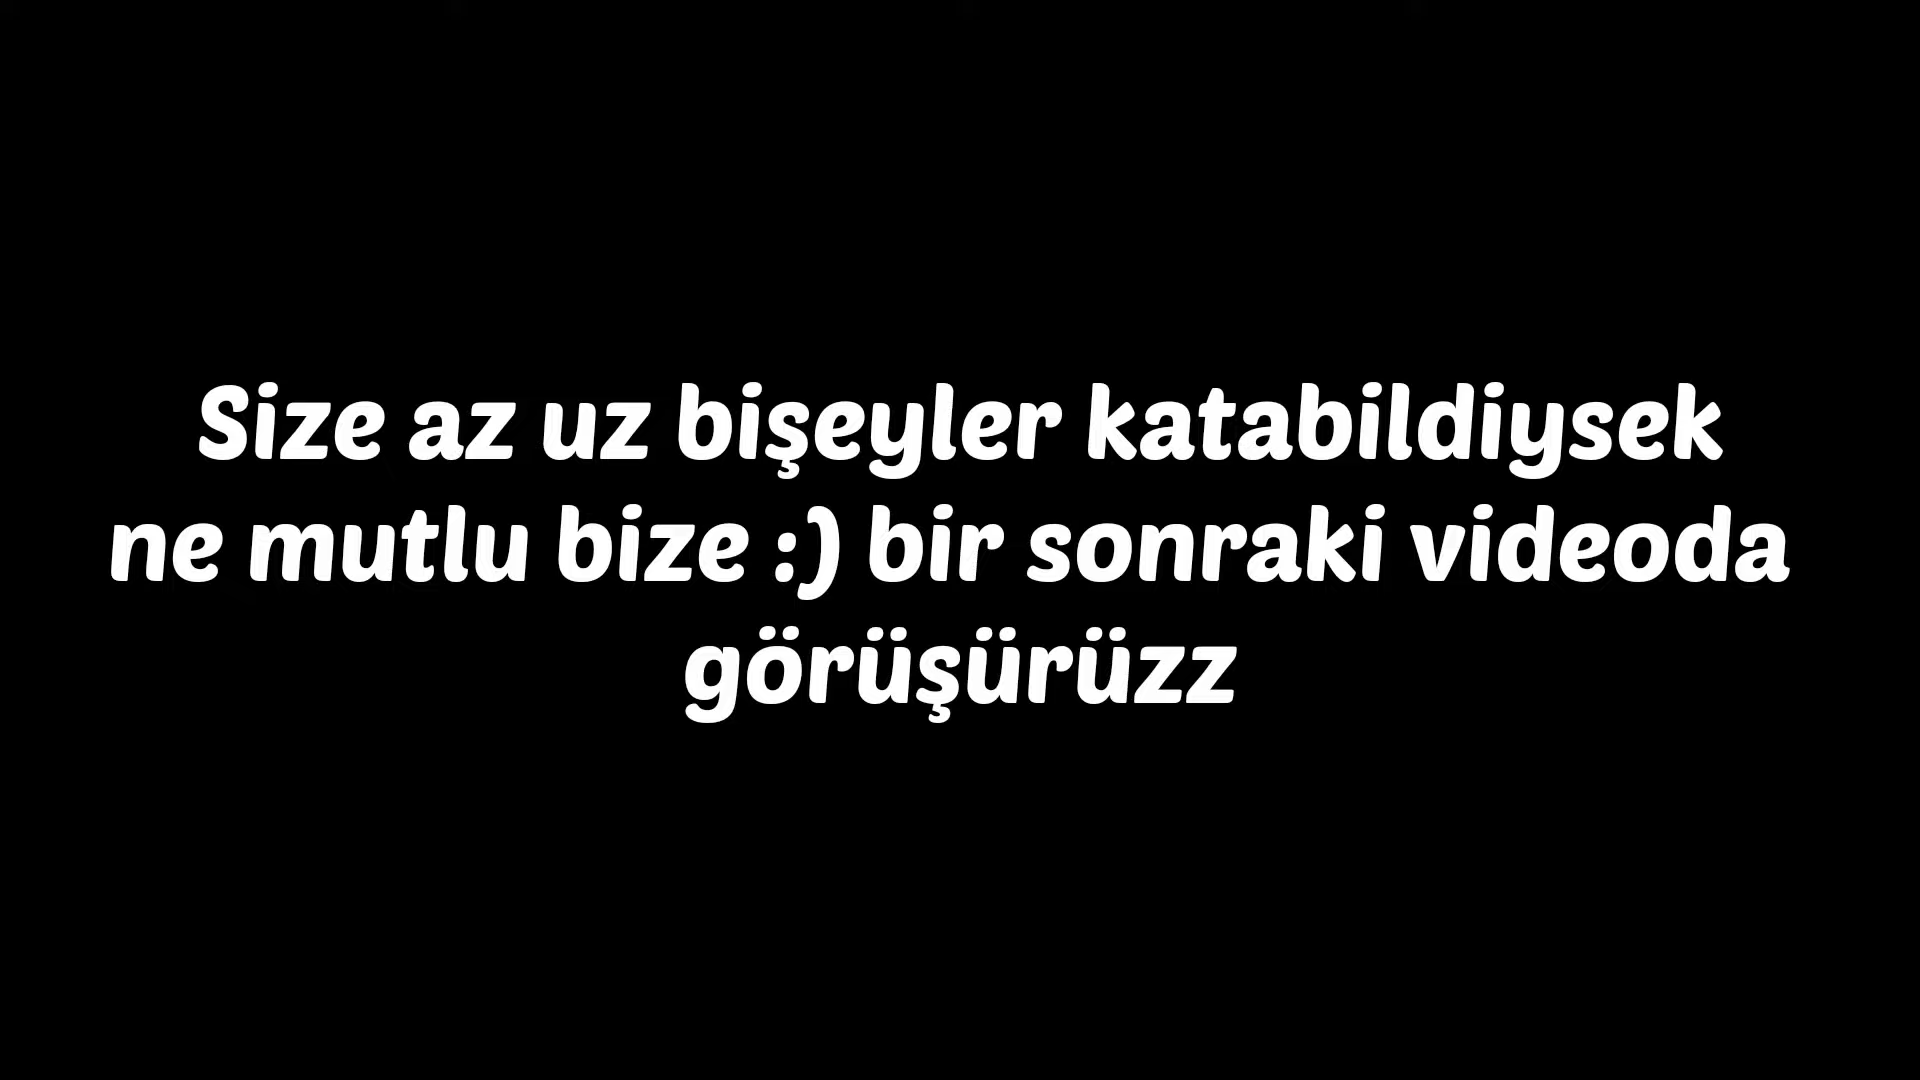 Size az uz bişeyler katabildiysek
ne mutlu bize :) bir sonraki videoda
görüşürüzz